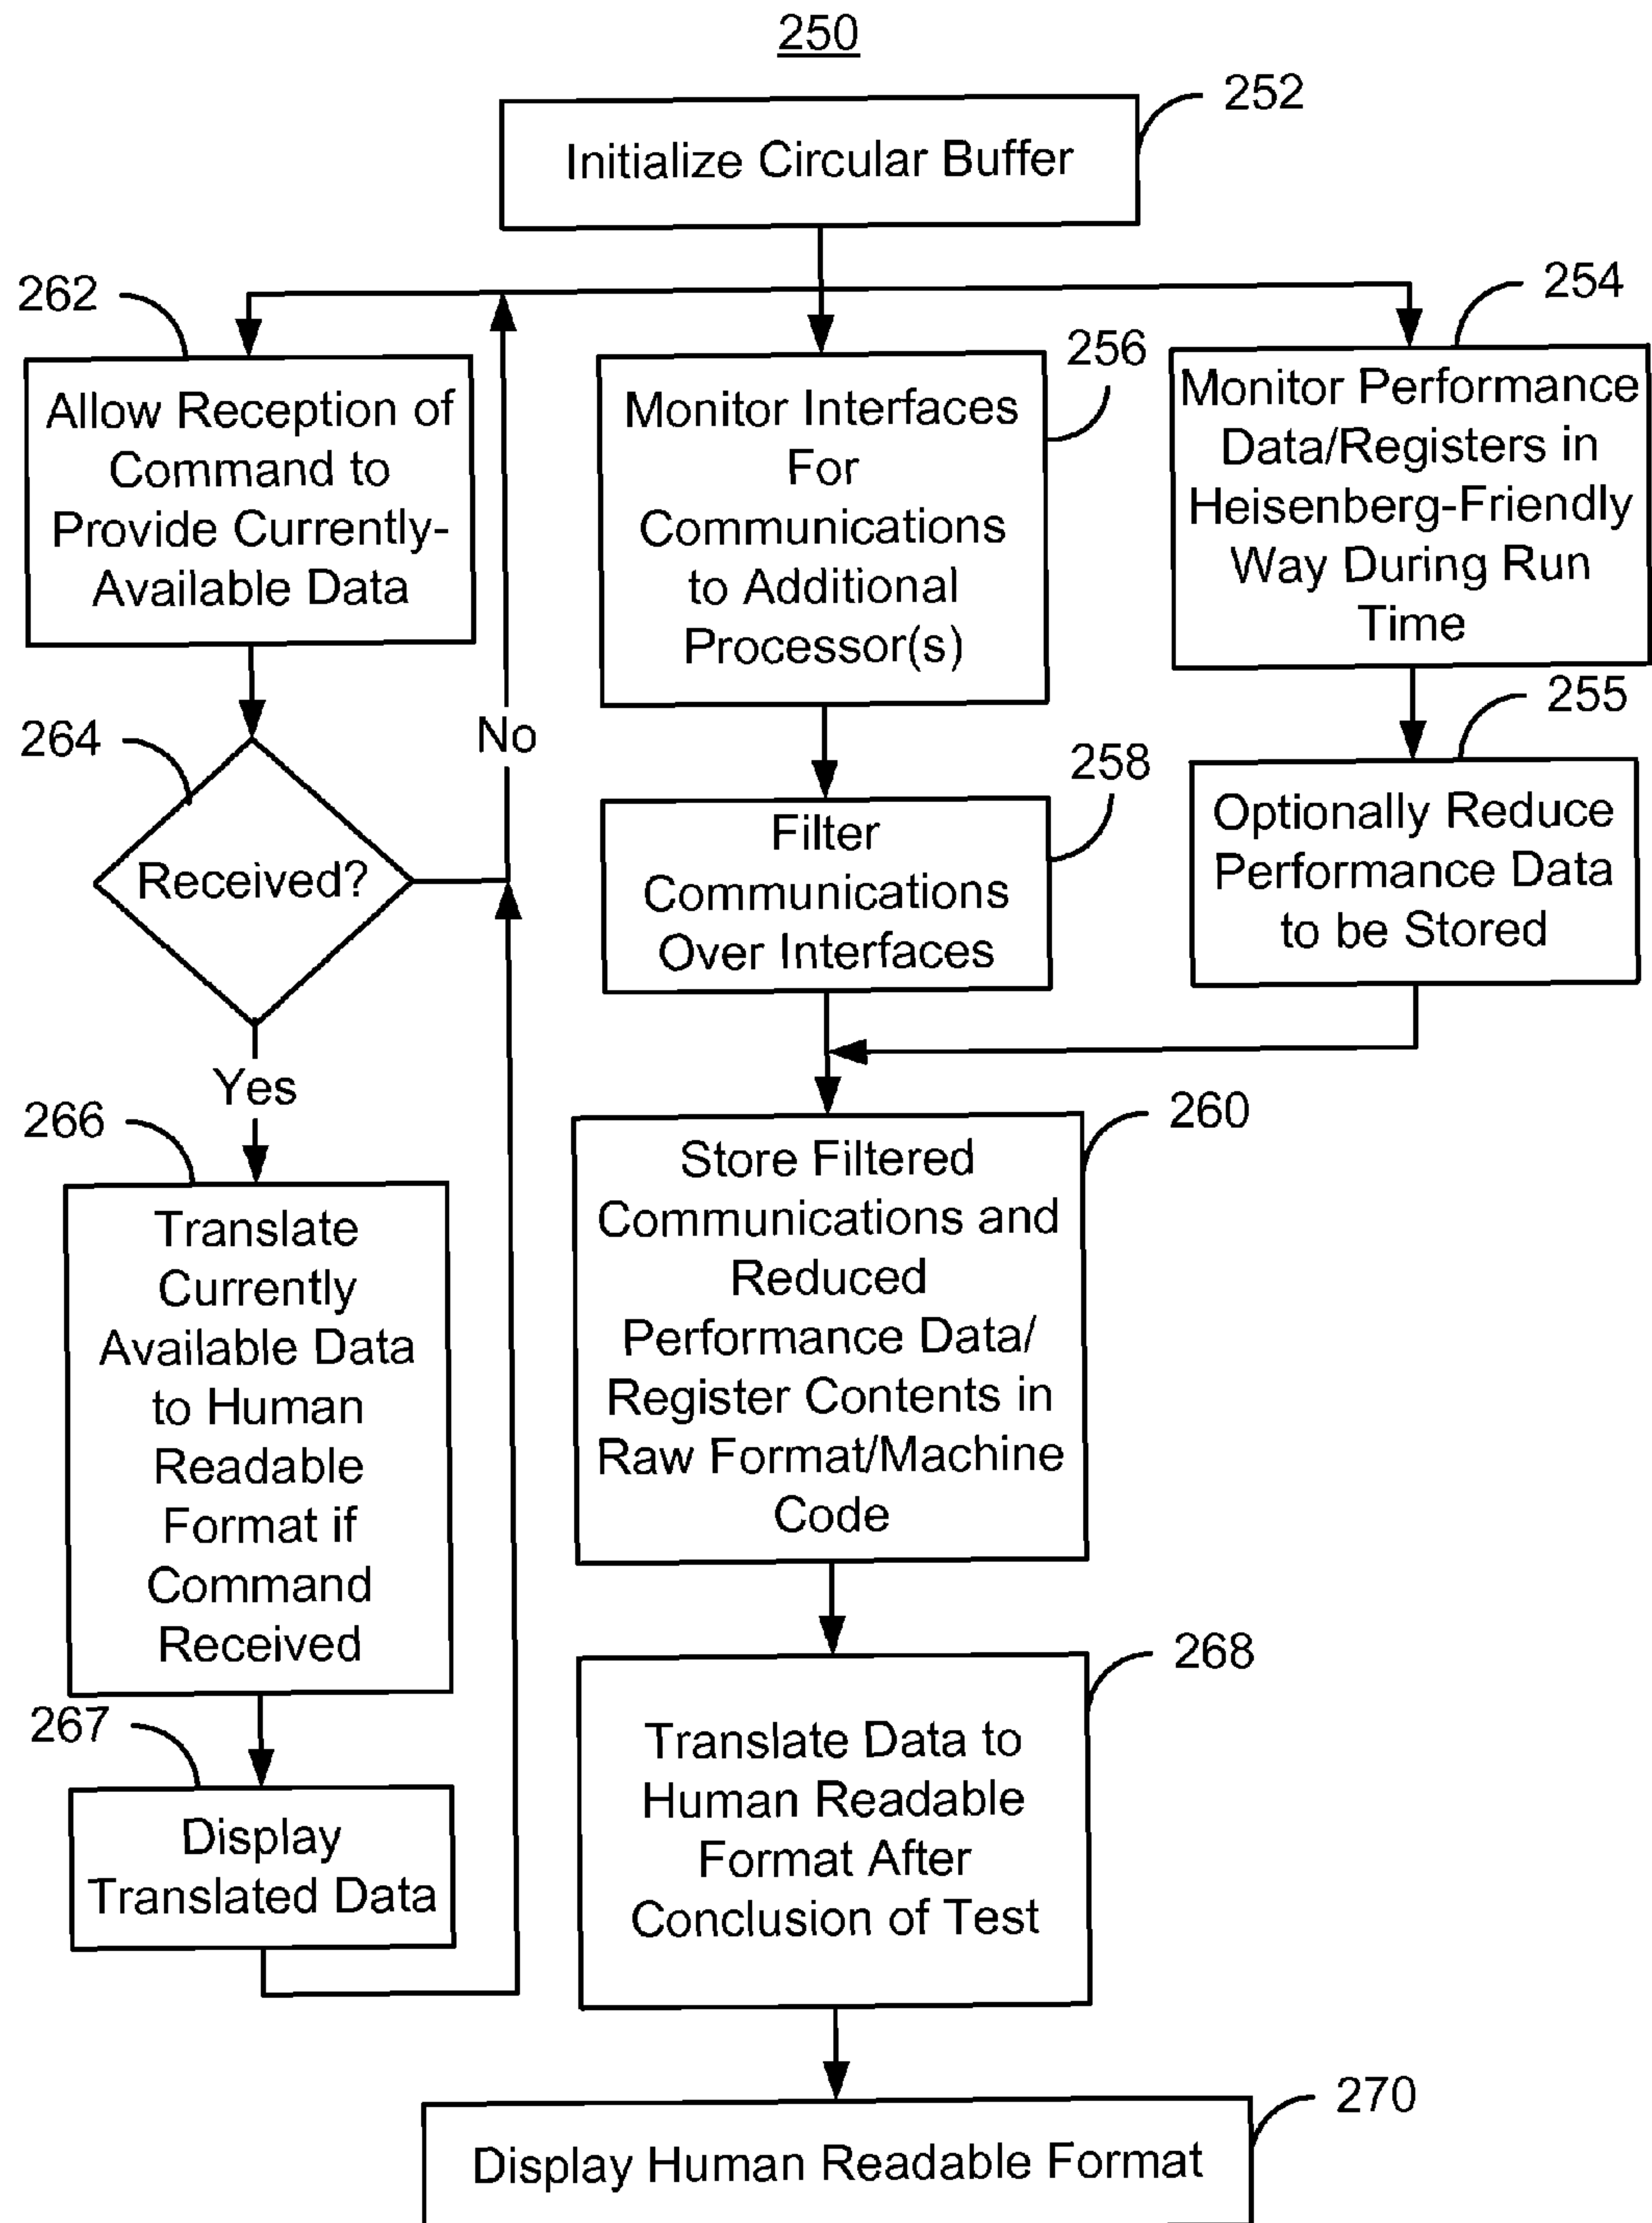 250
252
Initialize Circular Buffer
262
254
256
Allow Reception of
Command to
Provide Currently-
Available Data
Monitor Interfaces
For
Communications
to Additional
Processor(s)
Monitor Performance
Data/Registers in
Heisenberg-Friendly
Way During Run
Time
264
No
258
255
Received?
Filter
Communications
Over Interfaces
Optionally Reduce
Performance Data
to be Stored
Yes
266
260
Translate
Currently
Available Data
to Human
Readable
Format if
Command
Received
Store Filtered
Communications and
Reduced
Performance Data/
Register Contents in
Raw Format/Machine
Code
267
268
Display
Translated Data
Translate Data to
Human Readable
Format After
Conclusion of Test
270
Display Human Readable Format